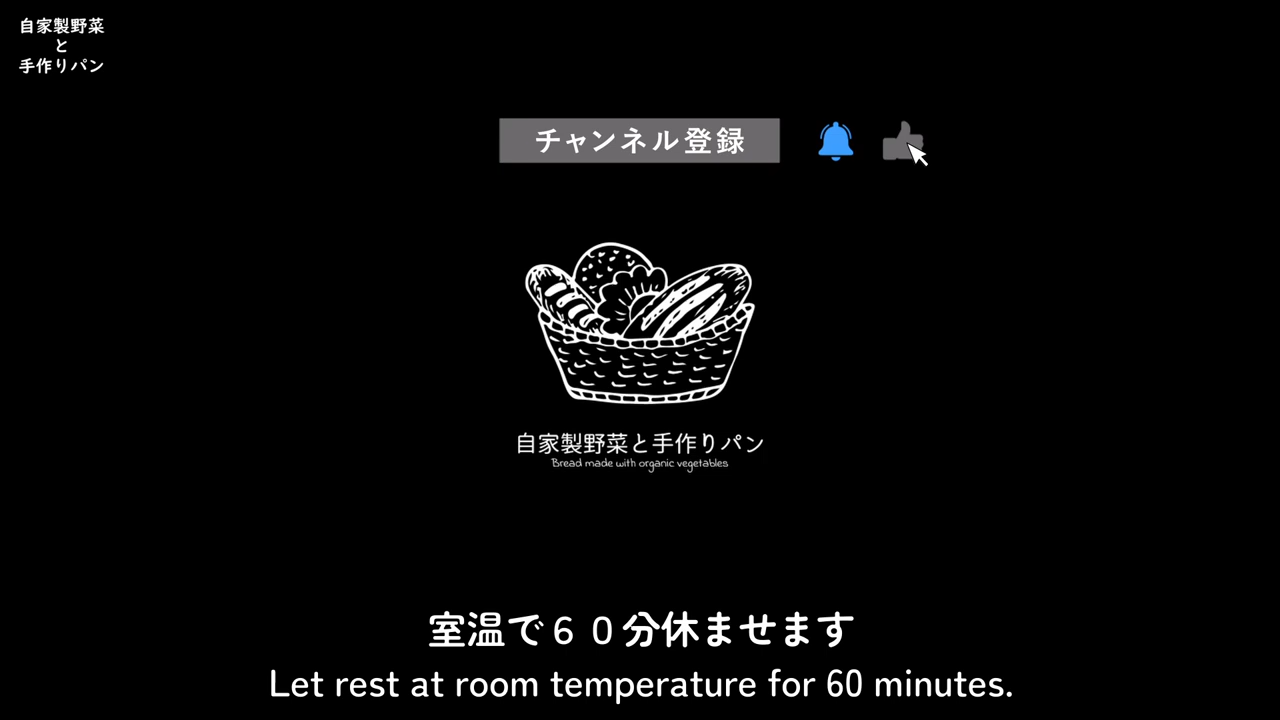 自家製野菜
と
手作りパン
チャンネル登録
自家製野菜と手作りパン
Bread made with organic vegetables
室温で６０分休ませます
Let rest at room temperature for 60 minutes.